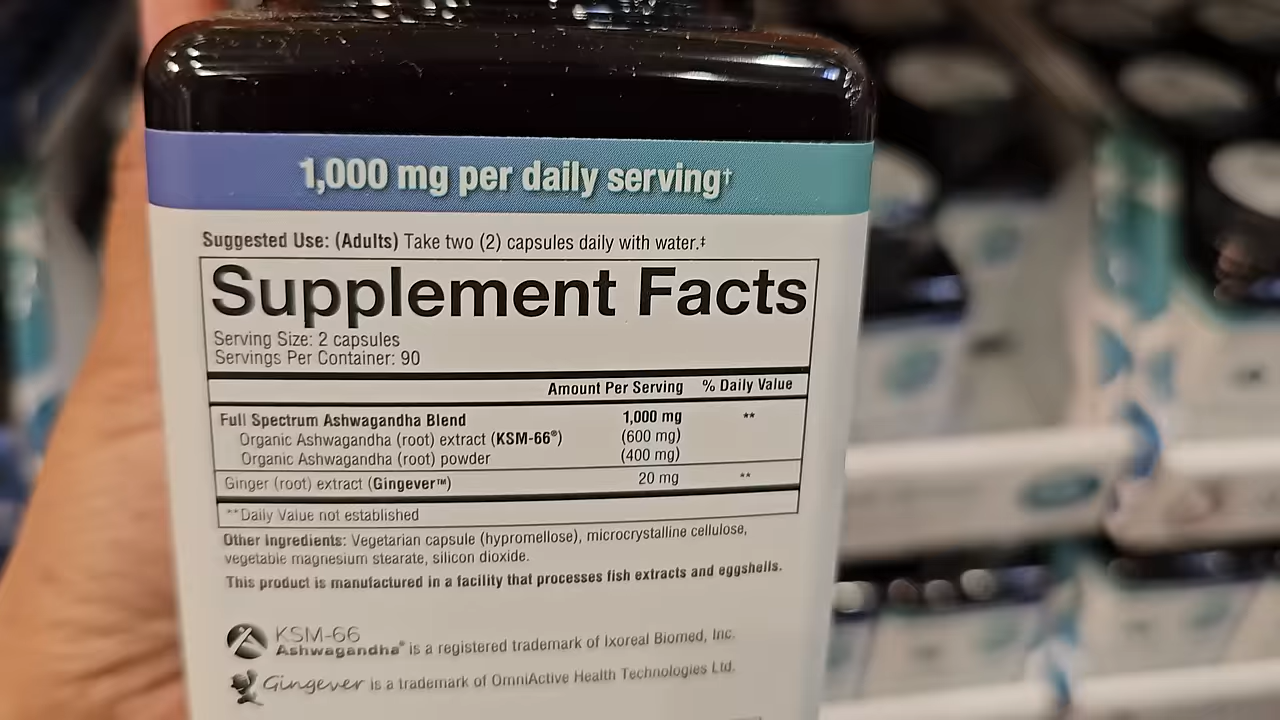 1,000 mg per daily serving†
Suggested Use: (Adults) Take two (2) capsules daily with water.‡
Supplement Facts
Serving Size: 2 capsules
Servings Per Container: 90
Amount Per Serving % Daily Value
Full Spectrum Ashwagandha Blend 1,000 mg **
Organic Ashwagandha (root) extract (KSM-66®) (600 mg)
Organic Ashwagandha (root) powder (400 mg)
Ginger (root) extract (Gingever™) 20 mg **
**Daily Value not established
Other Ingredients: Vegetarian capsule (hypromellose), microcrystalline cellulose,
vegetable magnesium stearate, silicon dioxide.
This product is manufactured in a facility that processes fish extracts and eggshells.
KSM-66
Ashwagandha® is a registered trademark of Ixoreal Biomed, Inc.
Gingever is a trademark of OmniActive Health Technologies Ltd.